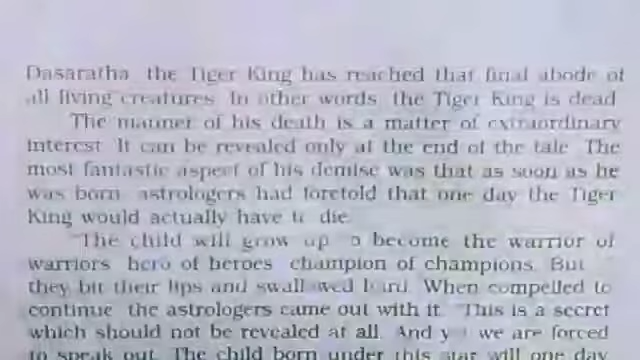 Dasaratha the Tiger King has reached that final abode of
all living creatures. In other words, the Tiger King is dead
The manner of his death is a matter of extraordinary
interest. It can be revealed only at the end of the tale. The
most fantastic aspect of his demise was that as soon as he
was born, astrologers had foretold that one day the Tiger
King would actually have to die.
"The child will grow up to become the warrior of
warriors, hero of heroes, champion of champions. But
they bit their lips and swallowed hard. When compelled to
continue, the astrologers came out with it. "This is a secret
which should not be revealed at all. And yet we are forced
to speak out. The child born under this star will one day